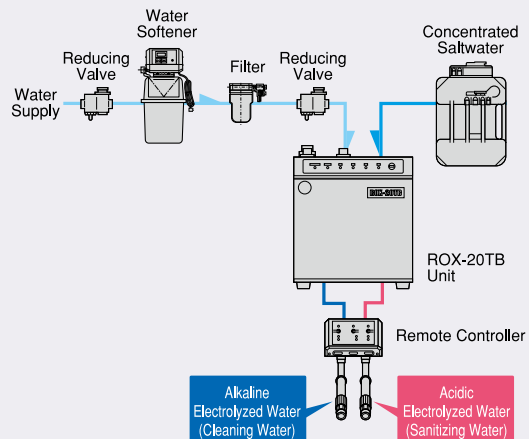 Water
Softener
Reducing
Valve
Filter
Reducing
Valve
Concentrated
Saltwater
Water
Supply
ROX-20TB
ROX-20TB
Unit
Remote Controller
Alkaline
Electrolyzed Water
(Cleaning Water)
Acidic
Electrolyzed Water
(Sanitizing Water)